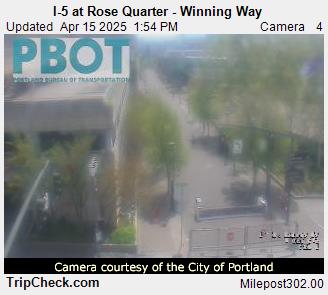 I-5 at Rose Quarter - Winning Way
Updated Apr 15 2025 1:54 PM Camera 4
PBOT
PORTLAND BUREAU OF TRANSPORTATION
Camera courtesy of the City of Portland
TripCheck.com Milepost302.00